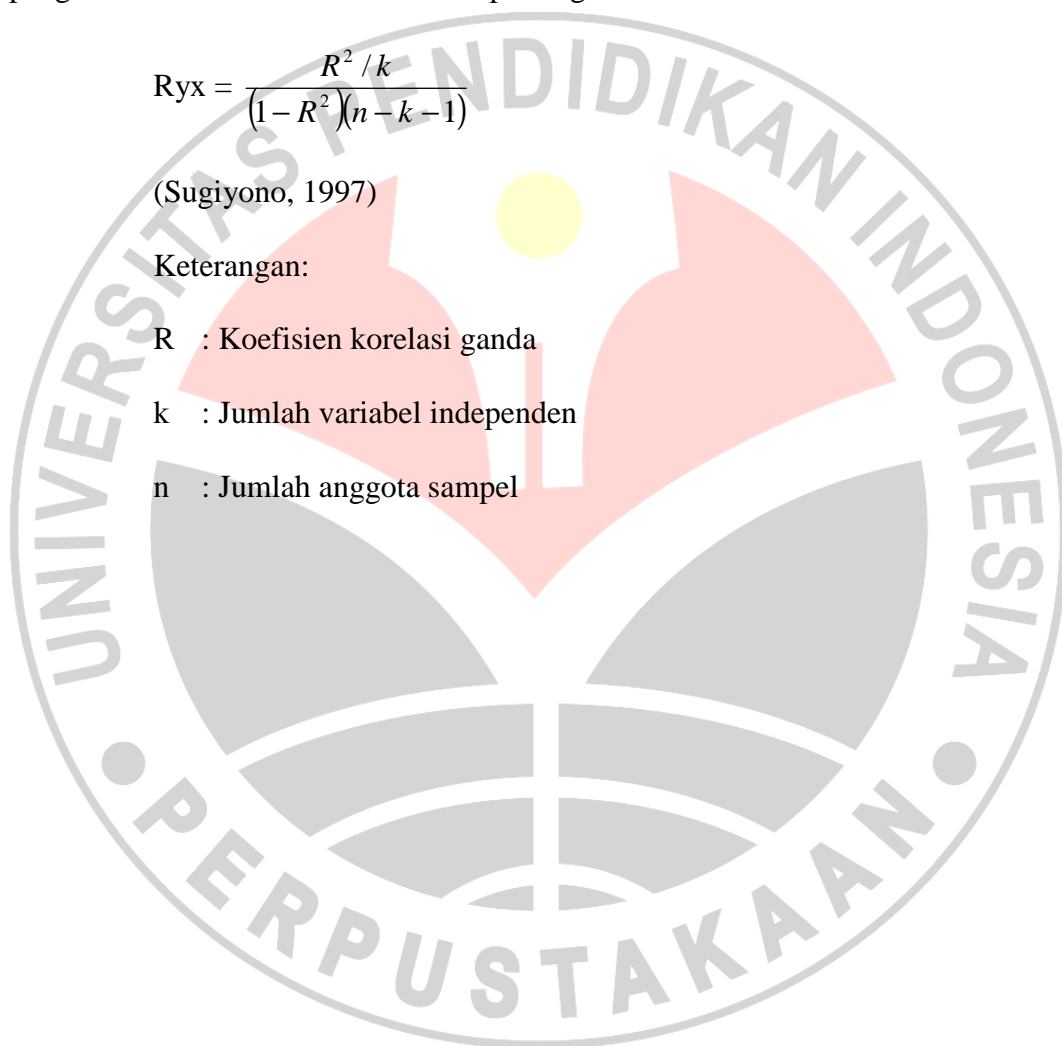 Ryx = R² / k
(1 − R²)(n − k − 1)
(Sugiyono, 1997)
Keterangan:
R : Koefisien korelasi ganda
k : Jumlah variabel independen
n : Jumlah anggota sampel
UNIVERSITAS PENDIDIKAN INDONESIA
PERPUSTAKAAN